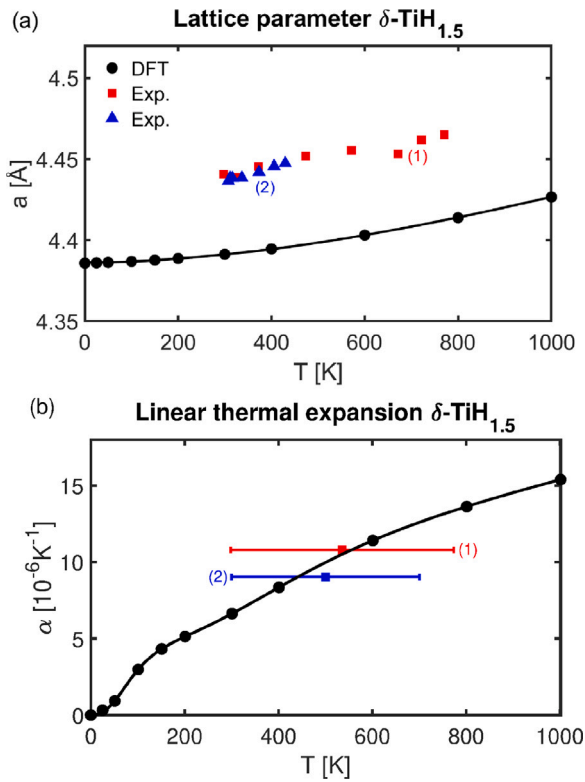 (a) Lattice parameter δ-TiH1.5
4.5
4.45
4.4
4.35
a [Å]
DFT
Exp.
Exp.
(1)
(2)
0 200 400 600 800 1000
T [K]
(b) Linear thermal expansion δ-TiH1.5
15
10
5
0
α [10-6K-1]
(1)
(2)
0 200 400 600 800 1000
T [K]